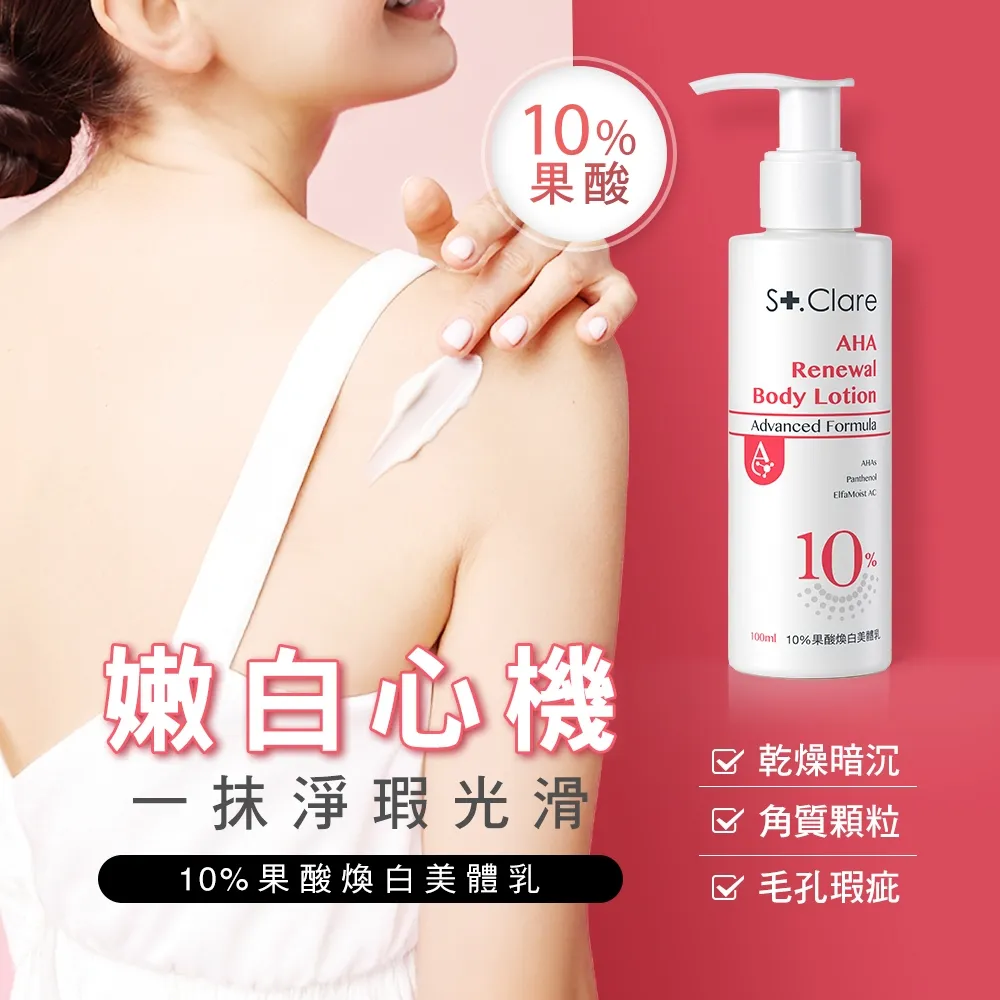 10%
果酸
St.Clare
AHA
Renewal
Body Lotion
Advanced Formula
A
AHAs
Panthenol
ElfaMoist AC
10%
100ml 10%果酸煥白美體乳
嫩白心機
一抹淨瑕光滑
10%果酸煥白美體乳
乾燥暗沉
角質顆粒
毛孔瑕疵